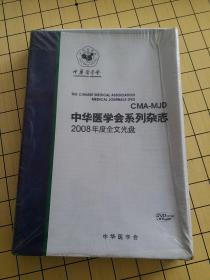 中华医学会
THE CHINESE MEDICAL ASSOCIATION
MEDICAL JOURNALS DVD
CMA-MJD
中华医学会系列杂志
2008年度全文光盘
DVD
中华医学会